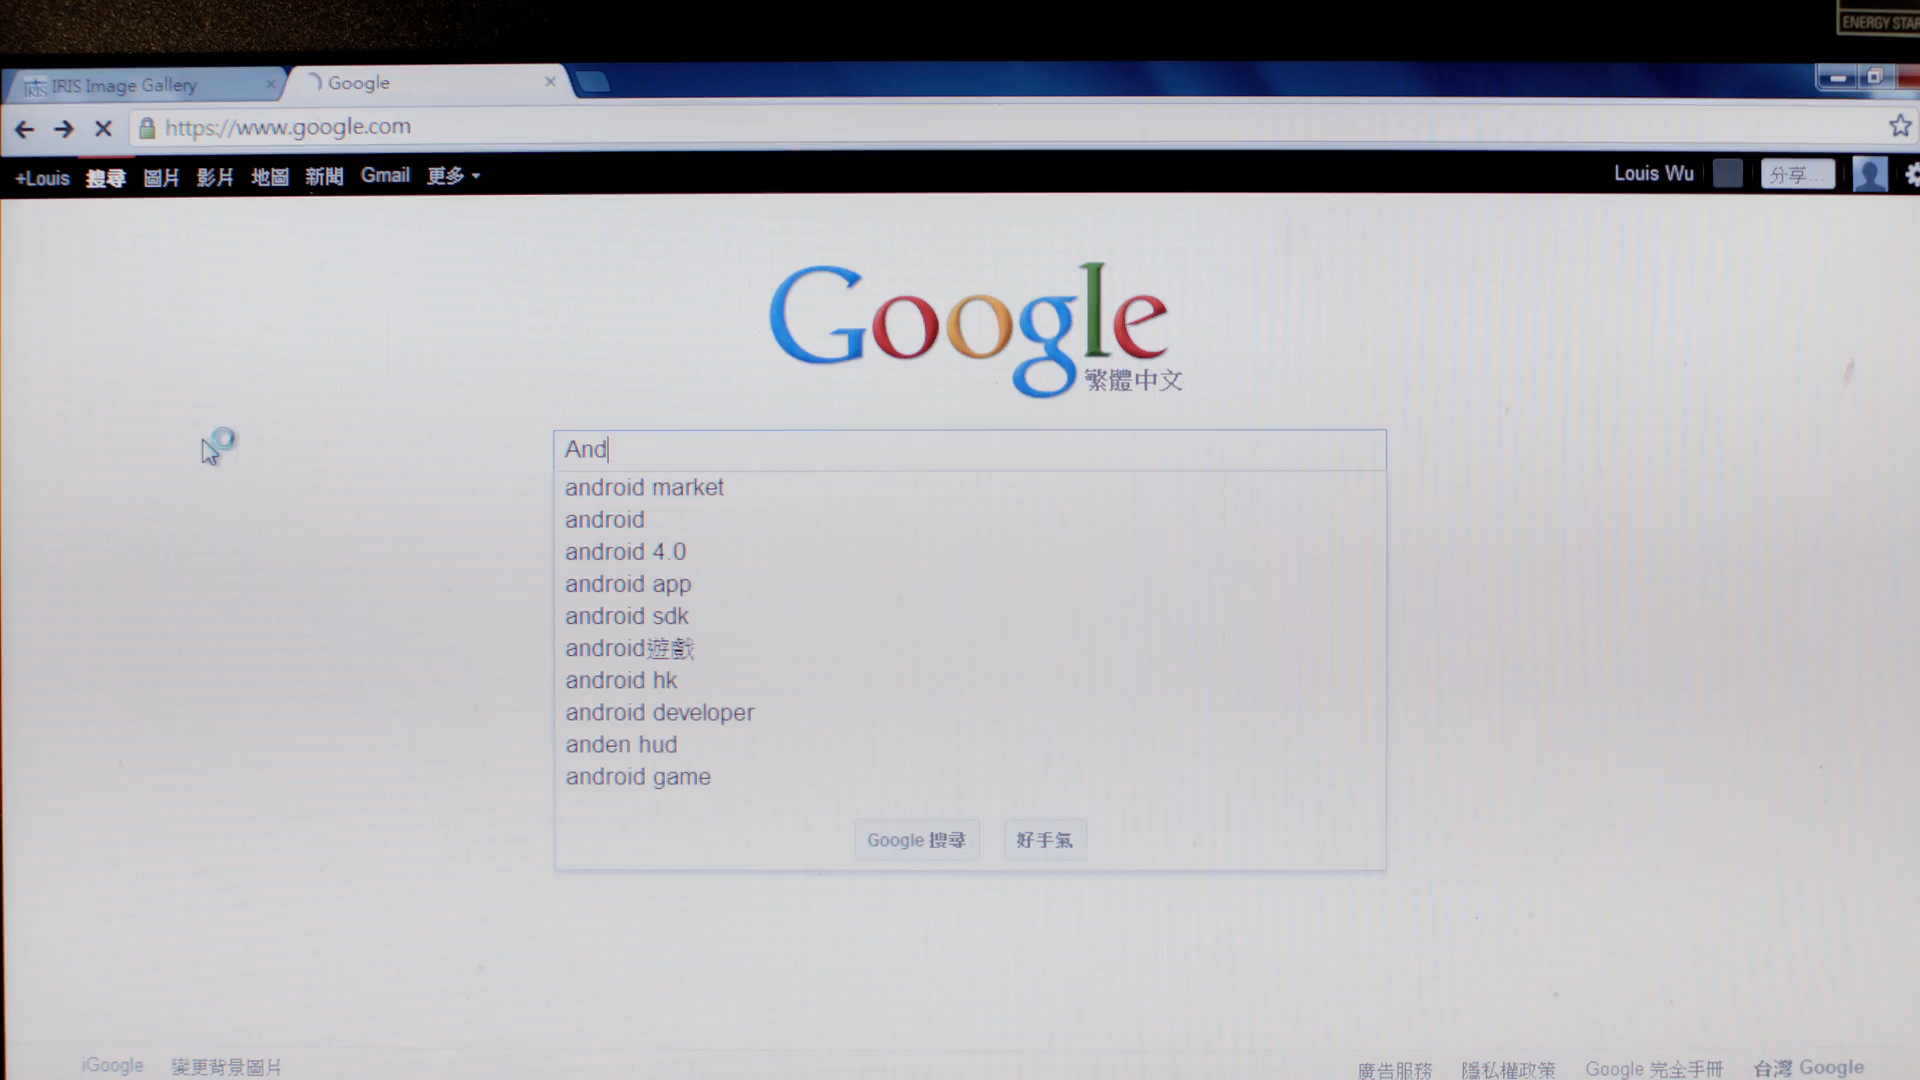 ENERGY STAR
IRIS Image Gallery
Google
https://www.google.com
+Louis 搜尋 圖片 影片 地圖 新聞 Gmail 更多
Louis Wu 分享...
Google
繁體中文
And
android market
android
android 4.0
android app
android sdk
android遊戲
android hk
android developer
anden hud
android game
Google 搜尋 好手氣
iGoogle 變更背景圖片 廣告服務 隱私權政策 Google 完全手冊 台灣 Google